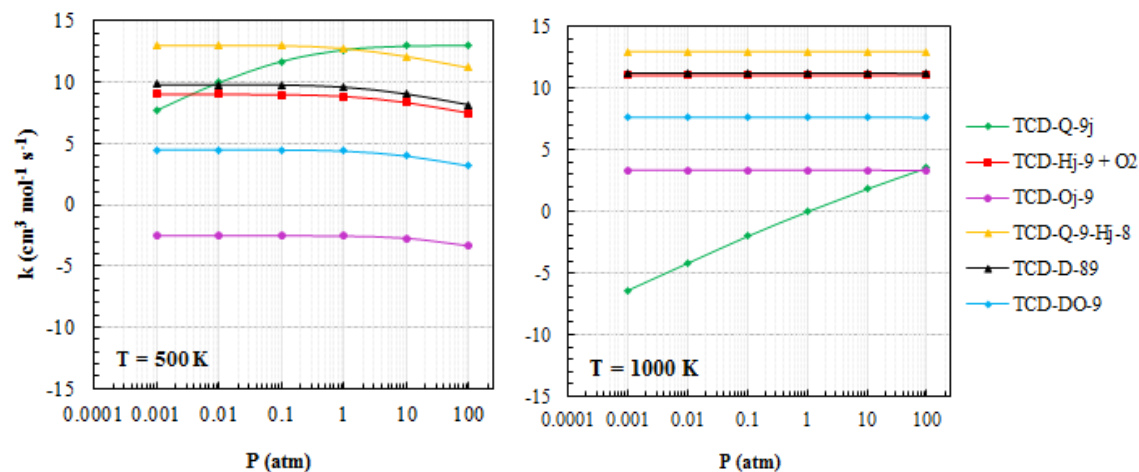 k (cm³ mol⁻¹ s⁻¹)
15
10
5
0
-5
-10
-15
T = 500 K
0.0001 0.001 0.01 0.1 1 10 100
P (atm)
15
10
5
0
-5
-10
-15
T = 1000 K
0.0001 0.001 0.01 0.1 1 10 100
P (atm)
TCD-Q-9j
TCD-Hj-9 + O2
TCD-Oj-9
TCD-Q-9-Hj-8
TCD-D-89
TCD-DO-9